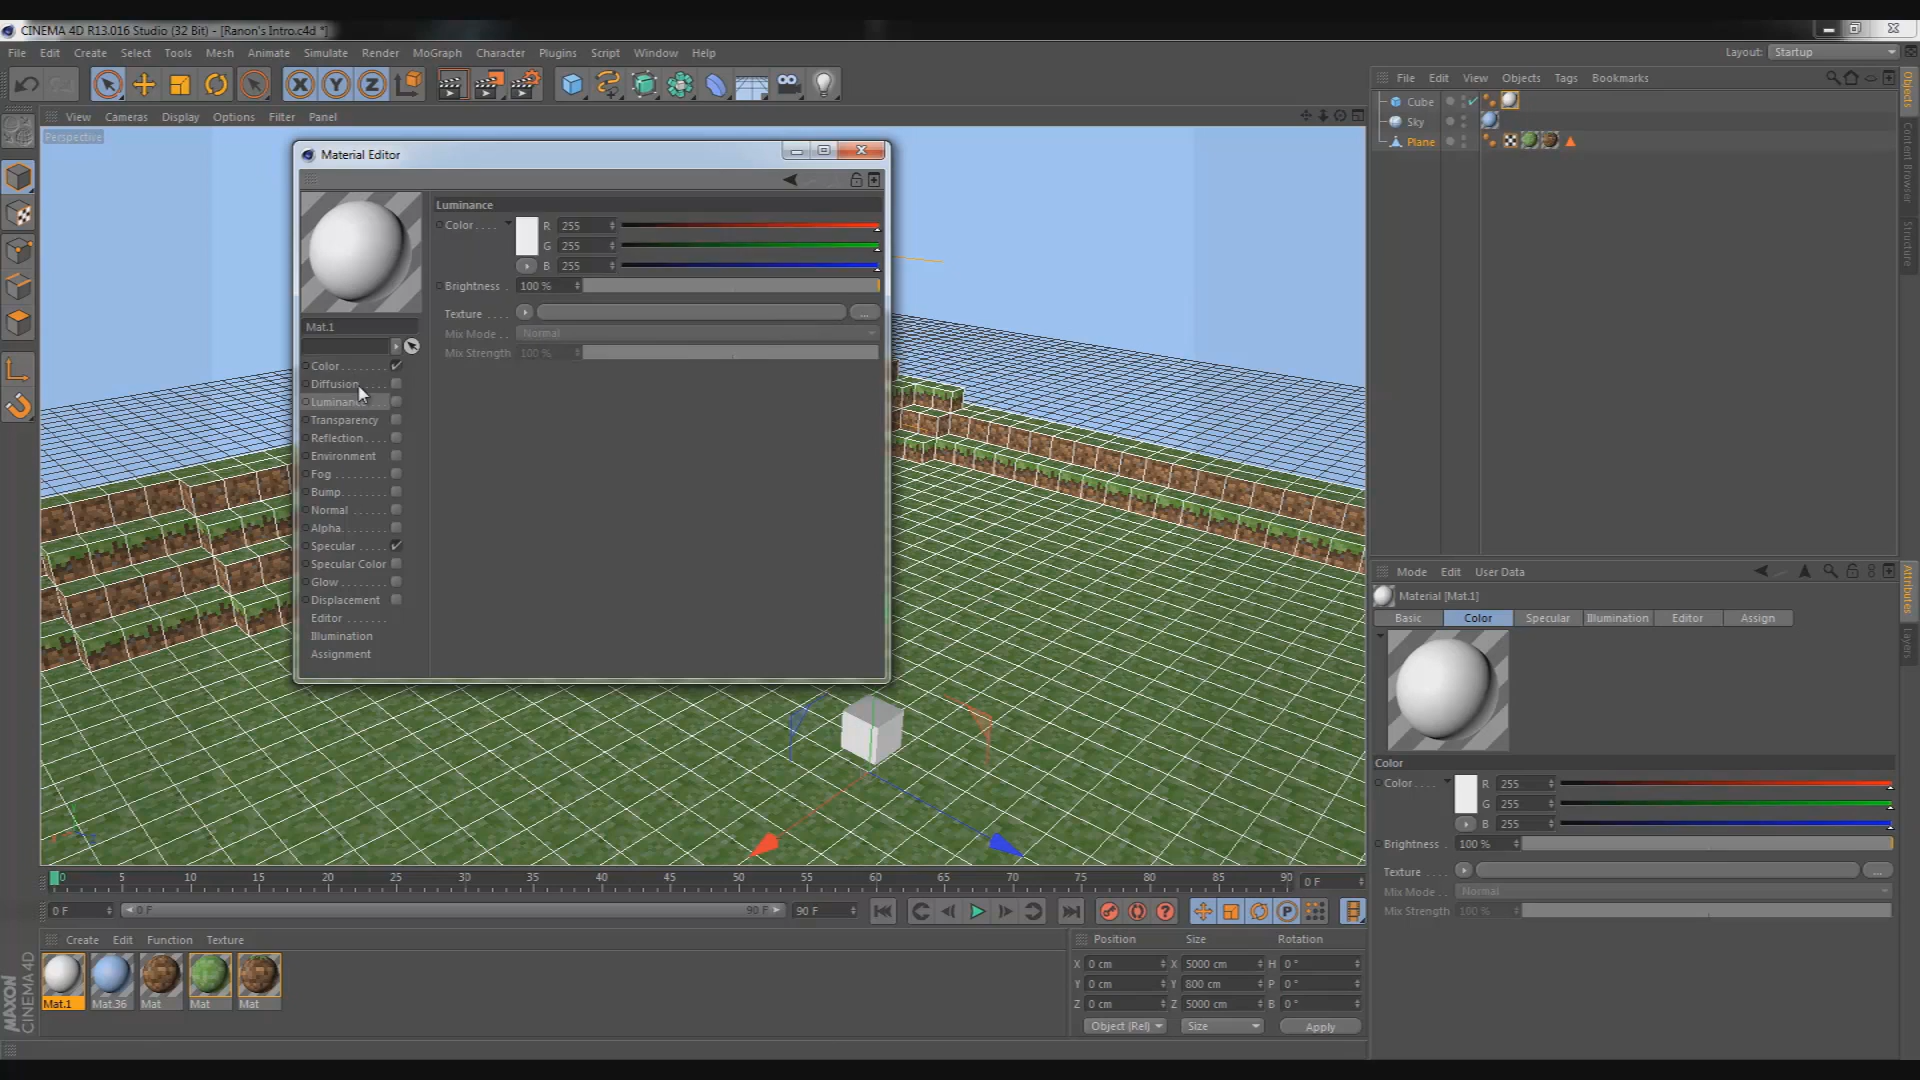 CINEMA 4D R13.016 Studio (32 Bit) - [Ranon's Intro.c4d *]
File Edit Create Select Tools Mesh Animate Simulate Render MoGraph Character Plugins Script Window Help
Layout: Startup
File Edit View Objects Tags Bookmarks
View Cameras Display Options Filter Panel
Perspective
Cube
Sky
Plane
Objects
Content Browser
Structure
Material Editor
Luminance
Color . . . . R 255
G 255
B 255
Brightness . 100 %
Texture . . . . ...
Mix Mode . . Normal
Mix Strength 100 %
Mat.1
Color . . . . . . .
Diffusion . . . .
Luminance . .
Transparency
Reflection . . . .
Environment
Fog . . . . . . . .
Bump. . . . . . .
Normal . . . . .
Alpha. . . . . . .
Specular . . . . .
Specular Color
Glow . . . . . . .
Displacement
Editor . . . . . . .
Illumination
Assignment
Mode Edit User Data
Material [Mat.1]
Basic Color Specular Illumination Editor Assign
Attributes
Layers
Color
Color . . . . R 255
G 255
B 255
Brightness . 100 %
Texture . . . . ...
Mix Mode . . Normal
Mix Strength 100 %
0 5 10 15 20 25 30 35 40 45 50 55 60 65 70 75 80 85 90 0 F
0 F 0 F 90 F 90 F
Create Edit Function Texture
Mat.1 Mat.36 Mat Mat Mat
MAXON
CINEMA 4D
Position Size Rotation
X 0 cm X 5000 cm H 0 °
Y 0 cm Y 800 cm P 0 °
Z 0 cm Z 5000 cm B 0 °
Object (Rel) Size Apply